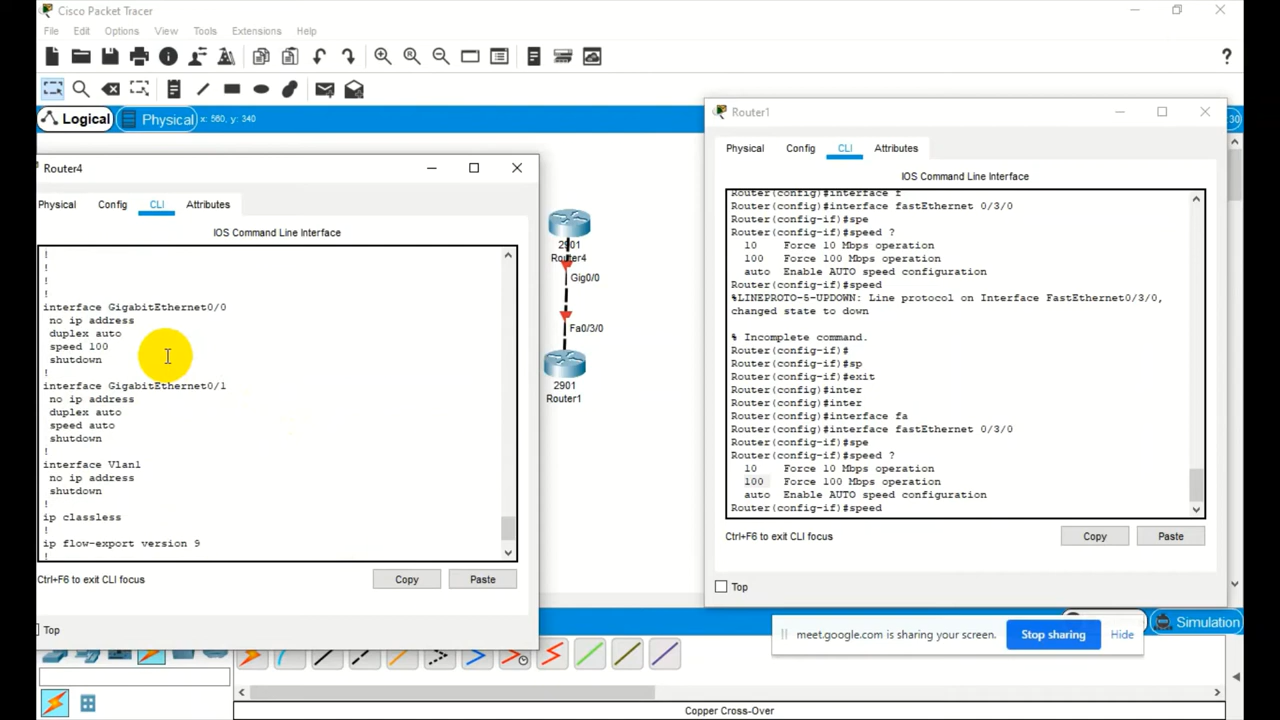 Cisco Packet Tracer
File Edit Options View Tools Extensions Help
?
Logical Physical x: 560, y: 340
30
Router4
Physical Config CLI Attributes
IOS Command Line Interface
!
!
!
!
interface GigabitEthernet0/0
no ip address
duplex auto
speed 100
shutdown
!
interface GigabitEthernet0/1
no ip address
duplex auto
speed auto
shutdown
!
interface Vlan1
no ip address
shutdown
!
ip classless
!
ip flow-export version 9
!
Ctrl+F6 to exit CLI focus
Copy Paste
Top
2901
Router4
Gig0/0
Fa0/3/0
2901
Router1
Router1
Physical Config CLI Attributes
IOS Command Line Interface
Router(config)#interface f
Router(config)#interface fastEthernet 0/3/0
Router(config-if)#spe
Router(config-if)#speed ?
10 Force 10 Mbps operation
100 Force 100 Mbps operation
auto Enable AUTO speed configuration
Router(config-if)#speed
%LINEPROTO-5-UPDOWN: Line protocol on Interface FastEthernet0/3/0,
changed state to down
% Incomplete command.
Router(config-if)#
Router(config-if)#sp
Router(config-if)#exit
Router(config)#inter
Router(config)#inter
Router(config)#interface fa
Router(config)#interface fastEthernet 0/3/0
Router(config-if)#spe
Router(config-if)#speed ?
10 Force 10 Mbps operation
100 Force 100 Mbps operation
auto Enable AUTO speed configuration
Router(config-if)#speed
Ctrl+F6 to exit CLI focus
Copy Paste
Top
Simulation
meet.google.com is sharing your screen. Stop sharing Hide
Copper Cross-Over